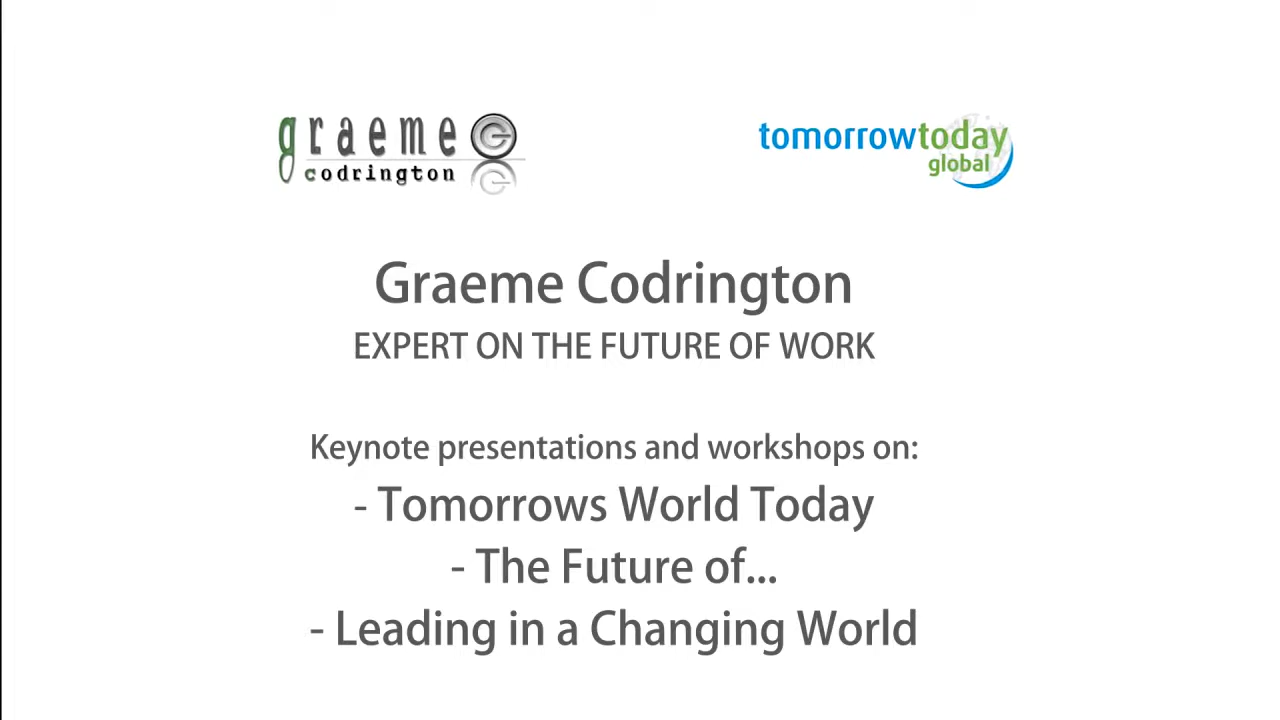 graeme
codrington
tomorrowtoday
global
Graeme Codrington
EXPERT ON THE FUTURE OF WORK
Keynote presentations and workshops on:
- Tomorrows World Today
- The Future of...
- Leading in a Changing World